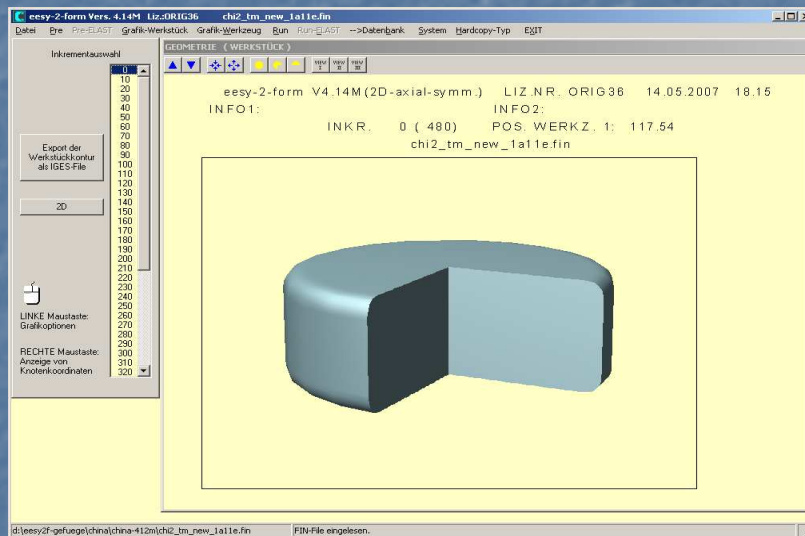 eesy-2-form Vers. 4.14M Liz.:ORIG36 chi2_tm_new_1a11e.fin
Datei Pre Pre-ELAST Grafik-Werkstück Grafik-Werkzeug Run Run-ELAST -->Datenbank System Hardcopy-Typ EXIT
Inkrementauswahl
0
10
20
30
40
50
60
70
80
90
100
110
120
130
140
150
160
170
180
190
200
210
220
230
240
250
260
270
280
290
300
310
320
Export der
Werkstückkontur
als IGES-File
2D
LINKE Maustaste:
Grafikoptionen
RECHTE Maustaste:
Anzeige von
Knotenkoordinaten
GEOMETRIE ( WERKSTÜCK )
VIEW I VIEW II VIEW III
eesy-2-form V4.14M(2D-axial-symm.) LIZ.NR. ORIG36 14.05.2007 18.15
INFO1: INFO2:
INKR. 0 ( 480) POS. WERKZ. 1: 117.54
chi2_tm_new_1a11e.fin
d:\eesy2f-gefuege\china\china-412m\chi2_tm_new_1a11e.fin FIN-File eingelesen.